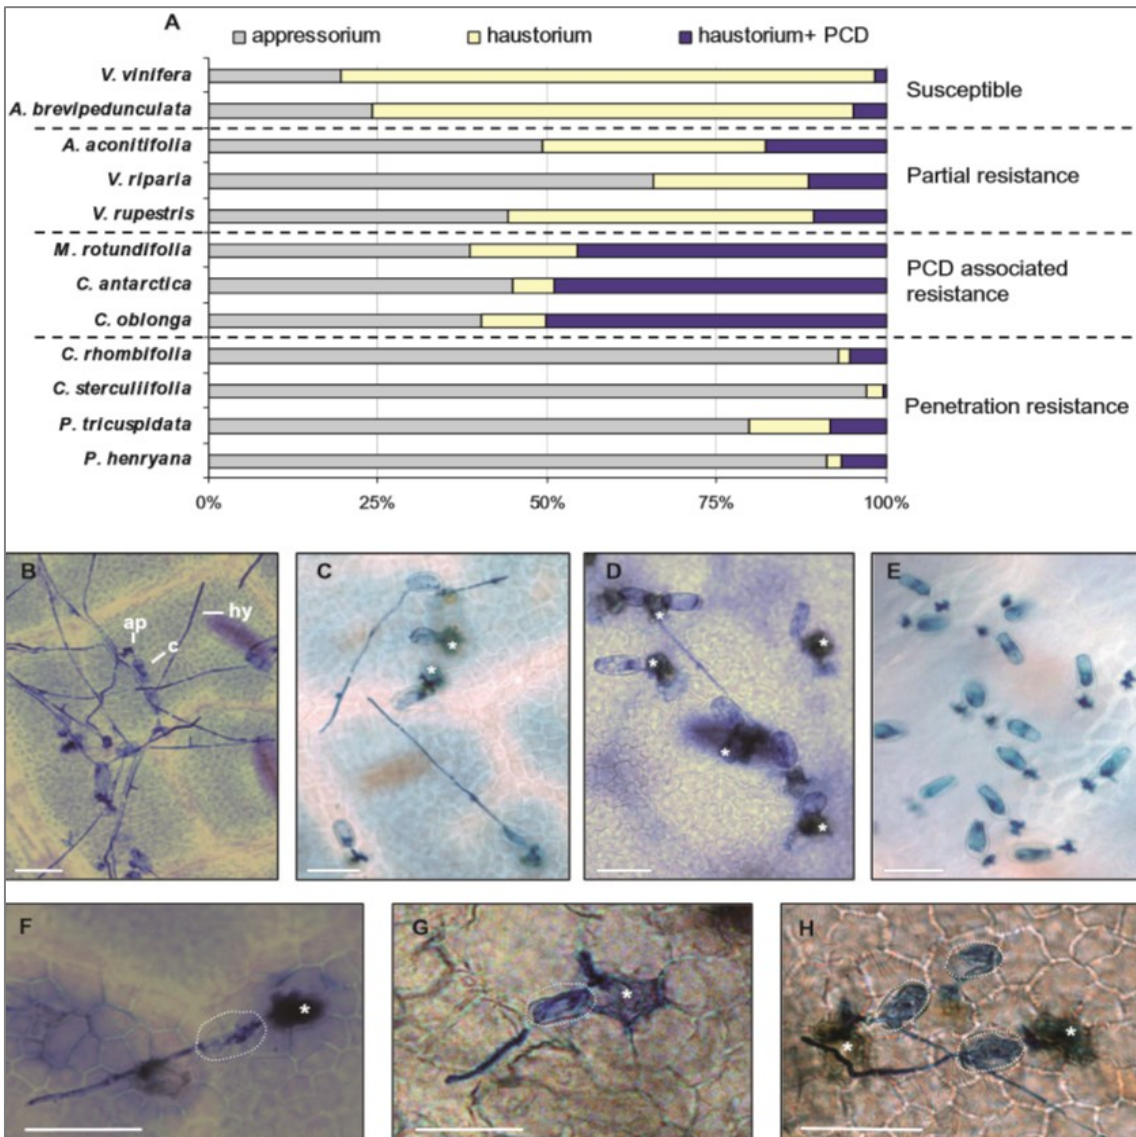 A
appressorium haustorium haustorium+ PCD
V. vinifera
Susceptible
A. brevipedunculata
A. aconitifolia
V. riparia
Partial resistance
V. rupestris
M. rotundifolia
PCD associated
C. antarctica
resistance
C. oblonga
C. rhombifolia
C. sterculiifolia
Penetration resistance
P. tricuspidata
P. henryana
0% 25% 50% 75% 100%
B C D E
hy
ap
c
* * * * * * *
F G H
* * * *